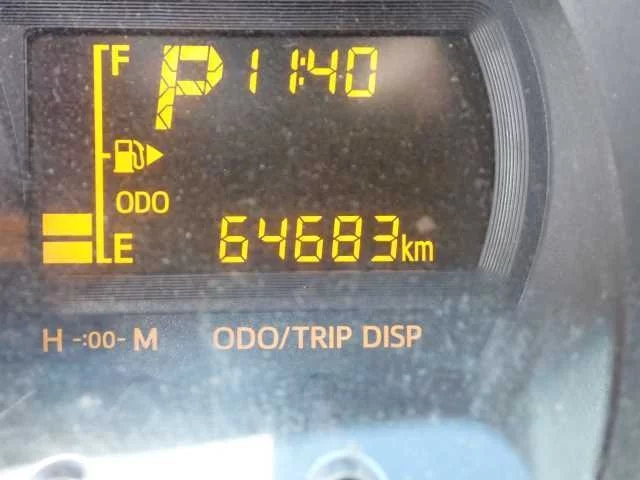 F P 11:40
ODO
E 64683km
H -:00- M ODO/TRIP DISP